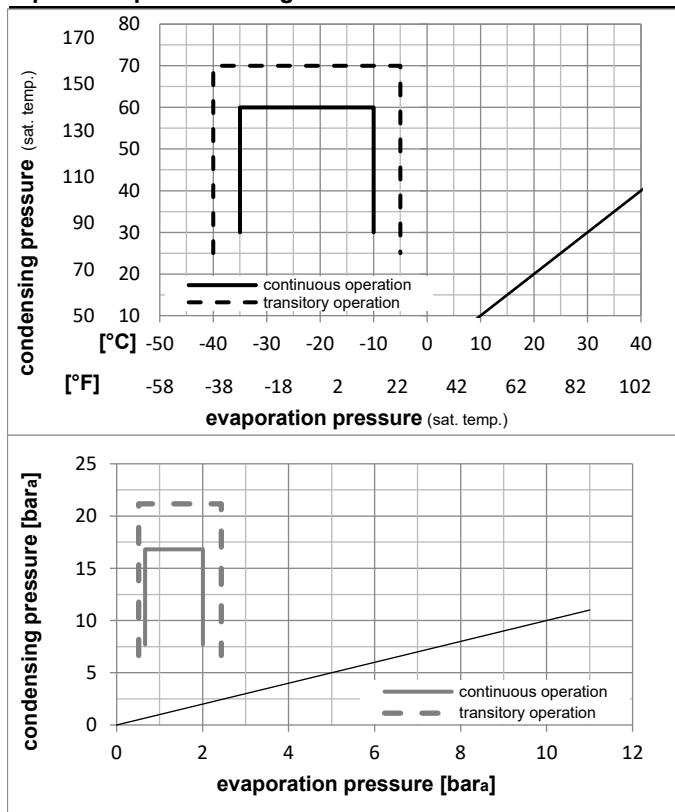 170
150
130
110
90
70
50
80
70
60
50
40
30
20
10
condensing pressure (sat. temp.)
continuous operation
transitory operation
[°C] -50 -40 -30 -20 -10 0 10 20 30 40
[°F] -58 -38 -18 2 22 42 62 82 102
evaporation pressure (sat. temp.)
25
20
15
10
5
0
condensing pressure [bara]
continuous operation
transitory operation
0 2 4 6 8 10 12
evaporation pressure [bara]